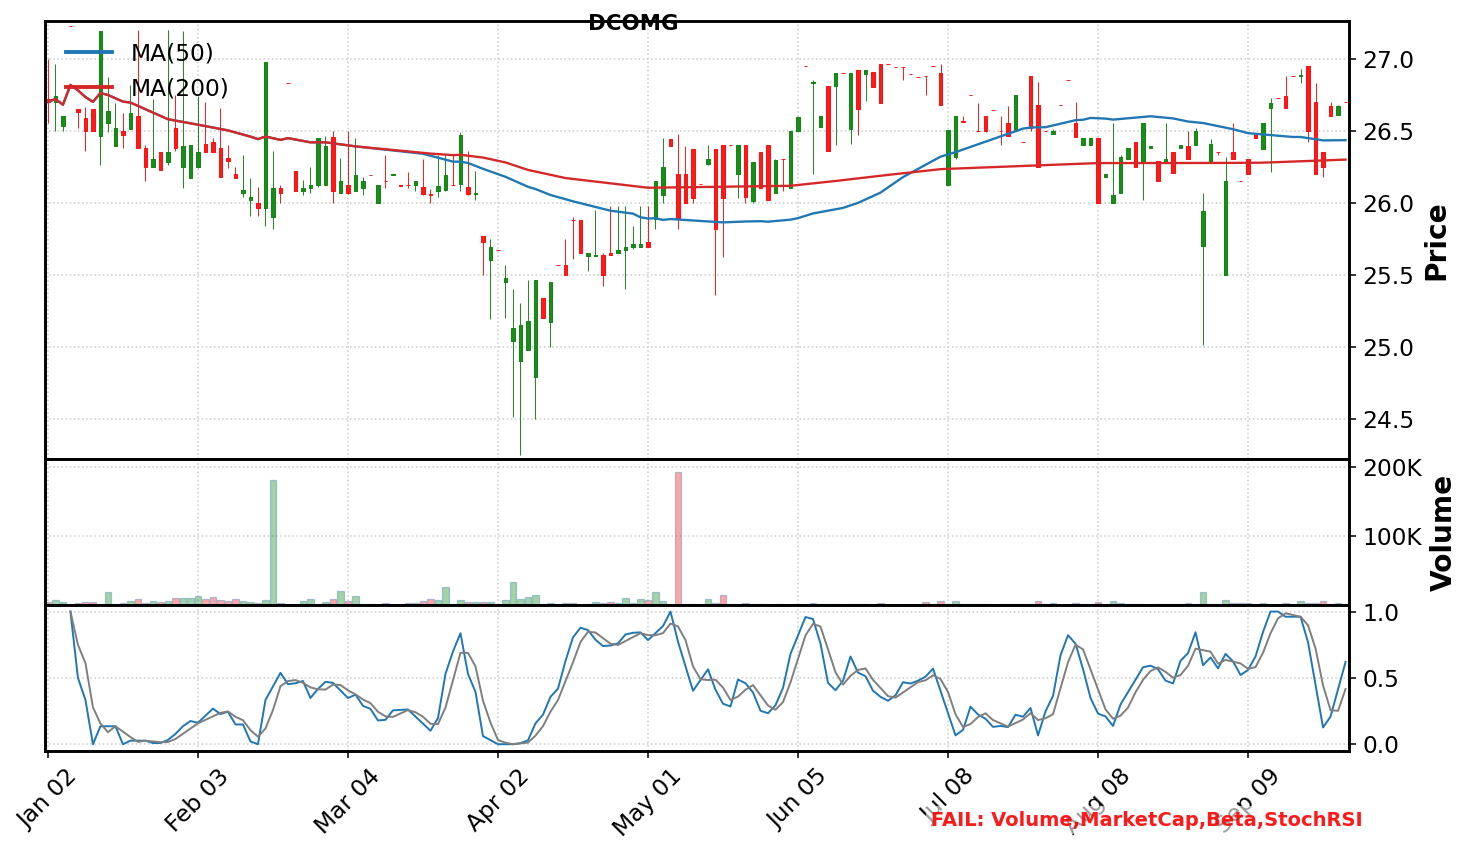 DCOMG
MA(50)
MA(200)
27.0
26.5
26.0
25.5
25.0
24.5
Price
200K
100K
Volume
1.0
0.5
0.0
Jan 02
Feb 03
Mar 04
Apr 02
May 01
Jun 05
Jul 08
Aug 08
Sep 09
FAIL: Volume,MarketCap,Beta,StochRSI